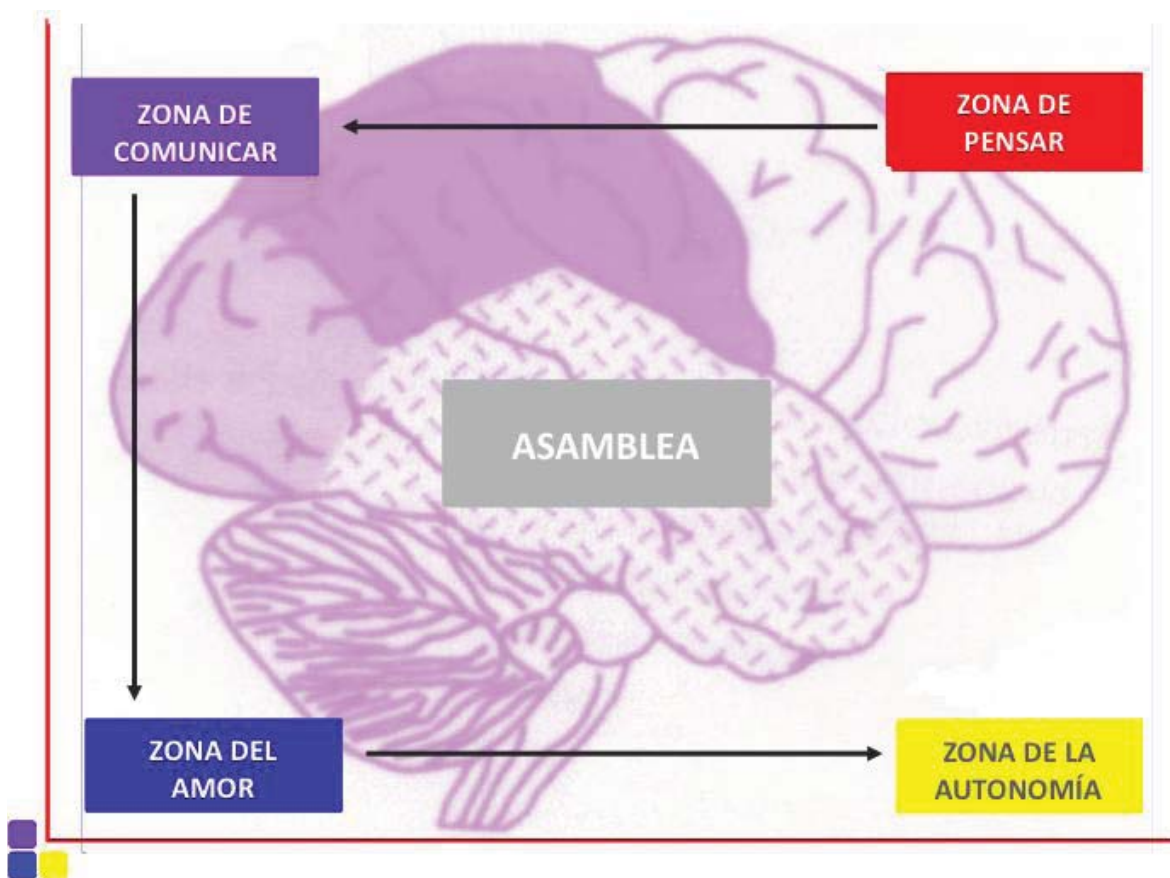 ZONA DE
COMUNICAR
ZONA DE
PENSAR
ASAMBLEA
ZONA DEL
AMOR
ZONA DE LA
AUTONOMÍA